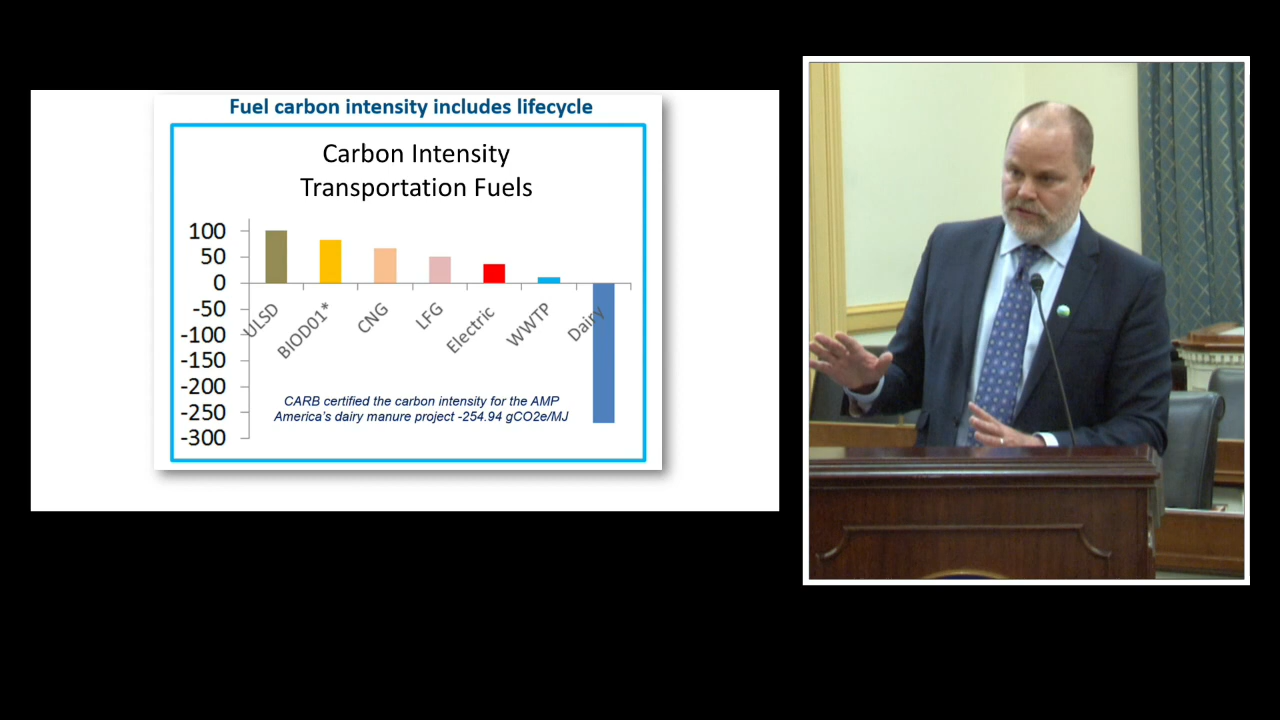 Fuel carbon intensity includes lifecycle
Carbon Intensity
Transportation Fuels
100
50
0
-50
-100
-150
-200
-250
-300
ULSD
BIOD01*
CNG
LFG
Electric
WWTP
Dairy
CARB certified the carbon intensity for the AMP
America's dairy manure project -254.94 gCO2e/MJ